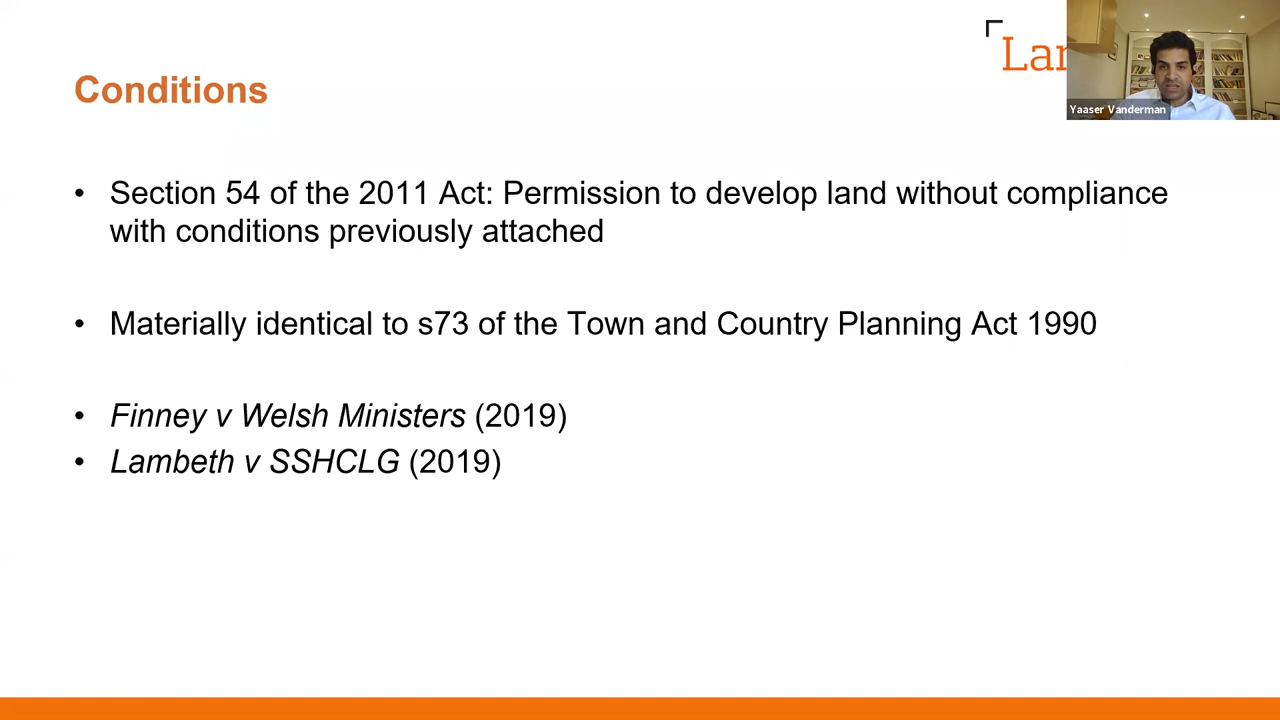 Lan
Yaaser Vanderman
Conditions
• Section 54 of the 2011 Act: Permission to develop land without compliance
with conditions previously attached
• Materially identical to s73 of the Town and Country Planning Act 1990
• Finney v Welsh Ministers (2019)
• Lambeth v SSHCLG (2019)